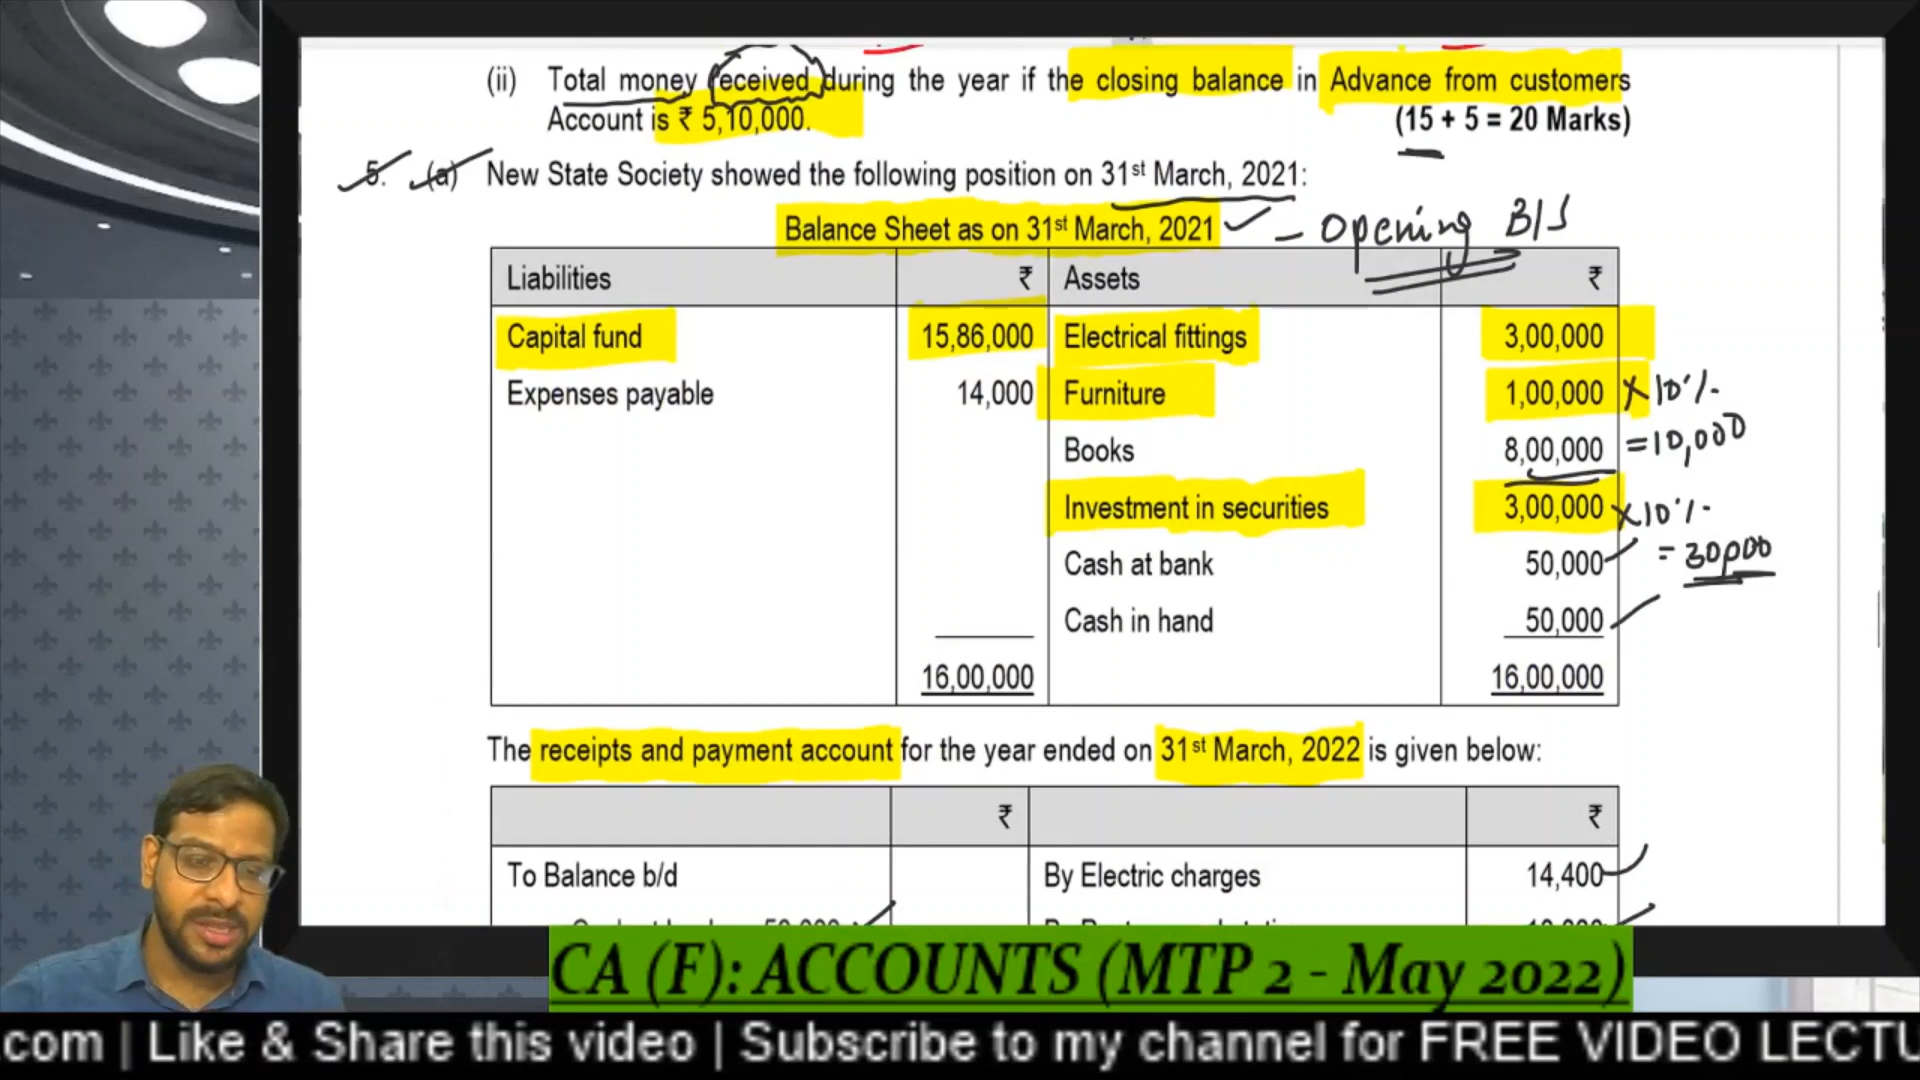 (ii) Total money received during the year if the closing balance in Advance from customers
Account is ₹ 5,10,000. (15 + 5 = 20 Marks)
5. (a) New State Society showed the following position on 31st March, 2021:
Balance Sheet as on 31st March, 2021 - Opening B/S
Liabilities ₹ Assets ₹
Capital fund 15,86,000 Electrical fittings 3,00,000
Expenses payable 14,000 Furniture 1,00,000 × 10%
Books 8,00,000 = 10,000
Investment in securities 3,00,000 × 10%
= 30,000
Cash at bank 50,000
Cash in hand 50,000
16,00,000 16,00,000
The receipts and payment account for the year ended on 31st March, 2022 is given below:
₹ ₹
To Balance b/d By Electric charges 14,400
CA (F): ACCOUNTS (MTP 2 - May 2022)
.com | Like & Share this video | Subscribe to my channel for FREE VIDEO LECTU